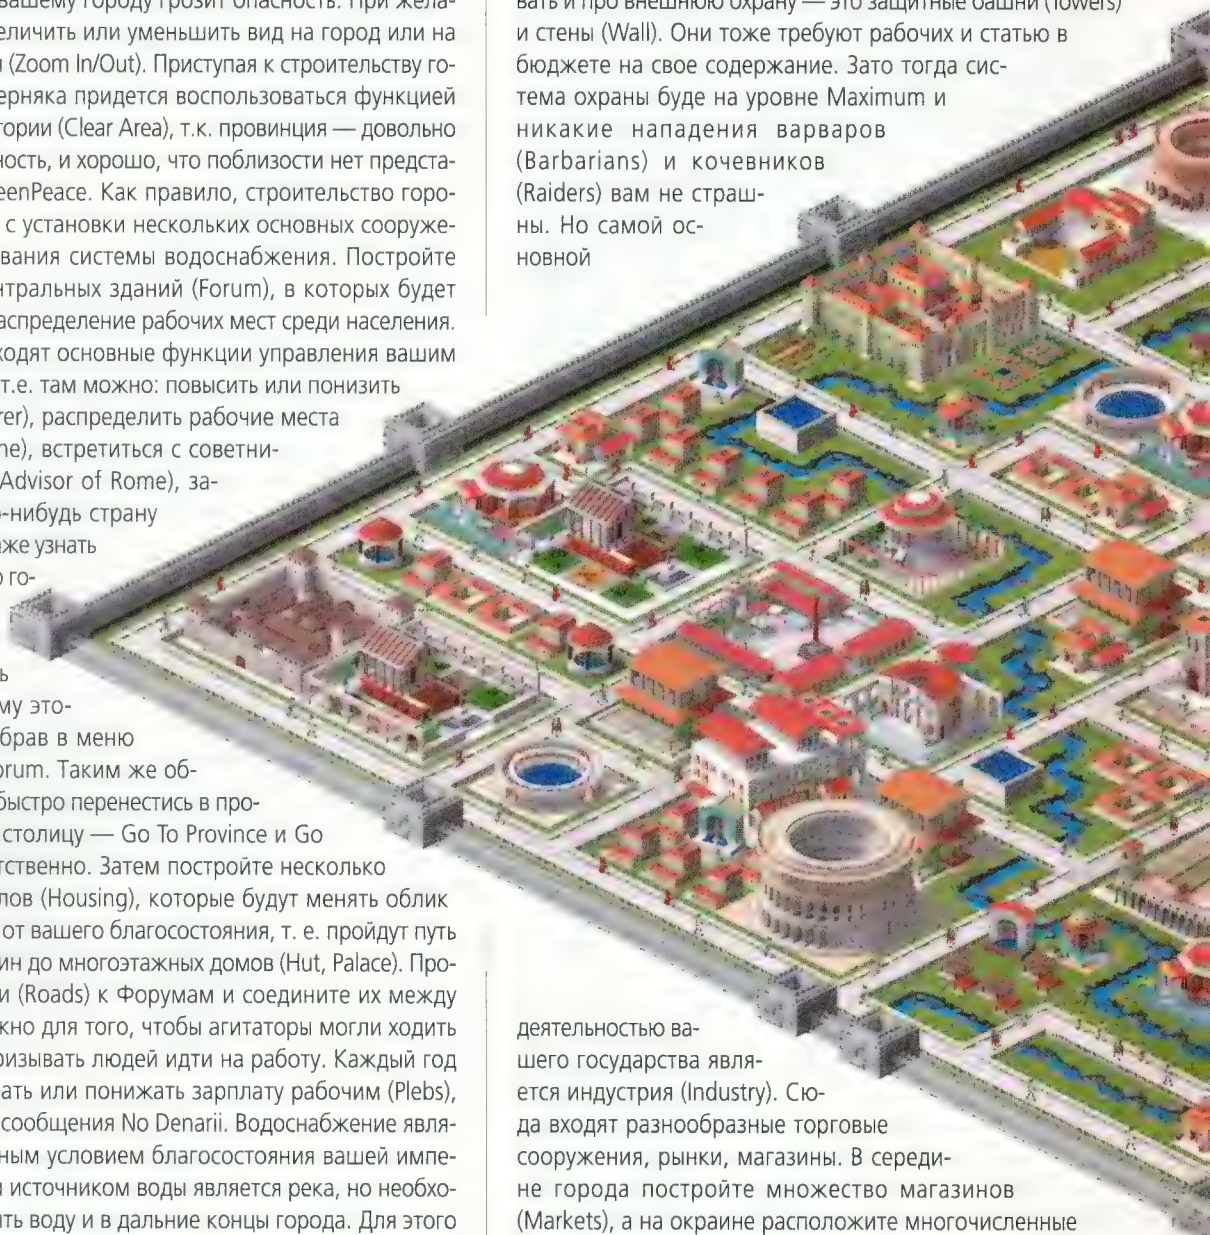 вашему городу грозит опасность. При жела-
еличить или уменьшить вид на город или на
(Zoom In/Out). Приступая к строительству го-
ерняка придется воспользоваться функцией
тории (Clear Area), т.к. провинция — довольно
ность, и хорошо, что поблизости нет предста-
eenPeace. Как правило, строительство горо-
с установки нескольких основных сооруже-
вания системы водоснабжения. Постройте
нтральных зданий (Forum), в которых будет
аспределение рабочих мест среди населения.
ходят основные функции управления вашим
т.е. там можно: повысить или понизить
rer), распределить рабочие места
ne), встретиться с советни-
Advisor of Rome), за-
-нибудь страну
же узнать
о го-
ь
му это-
брав в меню
orum. Таким же об-
быстро перенестись в про-
столицу — Go To Province и Go
тственно. Затем постройте несколько
лов (Housing), которые будут менять облик
от вашего благосостояния, т. е. пройдут путь
ин до многоэтажных домов (Hut, Palace). Про-
и (Roads) к Форумам и соедините их между
жно для того, чтобы агитаторы могли ходить
ризывать людей идти на работу. Каждый год
ать или понижать зарплату рабочим (Plebs),
сообщения No Denarii. Водоснабжение явля-
ным условием благосостояния вашей импе-
источником воды является река, но необхо-
ить воду и в дальние концы города. Для этого
вать и про внешнюю охрану — это защитные башни (Towers)
и стены (Wall). Они тоже требуют рабочих и статью в
бюджете на свое содержание. Зато тогда сис-
тема охраны буде на уровне Maximum и
никакие нападения варваров
(Barbarians) и кочевников
(Raiders) вам не страш-
ны. Но самой ос-
новной
деятельностью ва-
шего государства явля-
ется индустрия (Industry). Сю-
да входят разнообразные торговые
сооружения, рынки, магазины. В середи-
не города постройте множество магазинов
(Markets), а на окраине расположите многочисленные